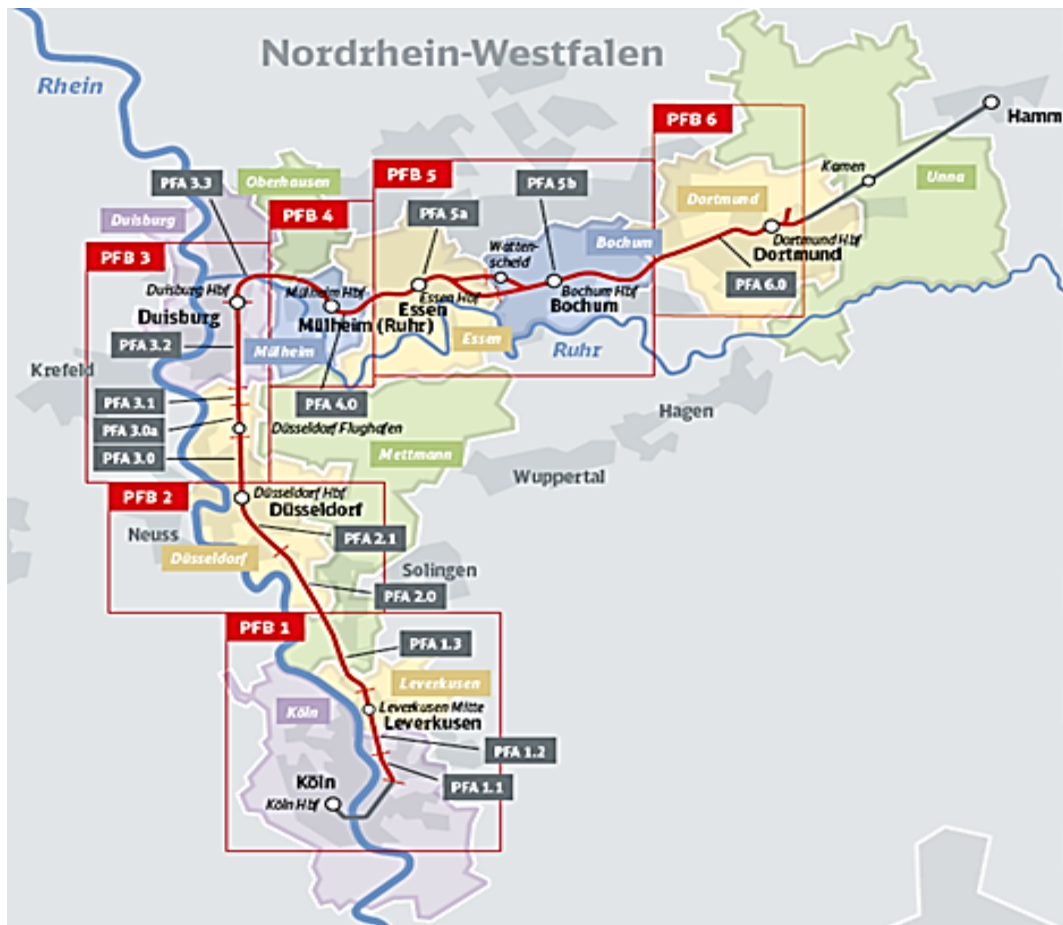 Nordrhein-Westfalen
Rhein
Hamm
PFB 6
Kamen
PFB 5
PFA 3.3
Oberhausen
PFA 5b
Unna
Dortmund
PFB 4
PFA 5a
Duisburg
Dortmund Hbf
Dortmund
Bochum
Watten-
scheid
PFB 3
PFA 6.0
Duisburg Hbf
Mülheim Hbf
Essen Hbf
Essen
Bochum Hbf
Bochum
Duisburg
Mülheim (Ruhr)
PFA 3.2
Mülheim
Essen
Ruhr
Krefeld
PFA 3.1
PFA 4.0
Hagen
PFA 3.0a
Düsseldorf Flughafen
PFA 3.0
Mettmann
Wuppertal
PFB 2
Düsseldorf Hbf
Düsseldorf
Neuss
PFA 2.1
Düsseldorf
Solingen
PFA 2.0
PFB 1
PFA 1.3
Leverkusen
Köln
Leverkusen Mitte
Leverkusen
PFA 1.2
Köln
PFA 1.1
Köln Hbf